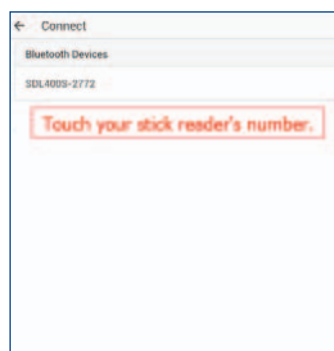 ← Connect
Bluetooth Devices
SDL400S-2772
Touch your stick reader's number.